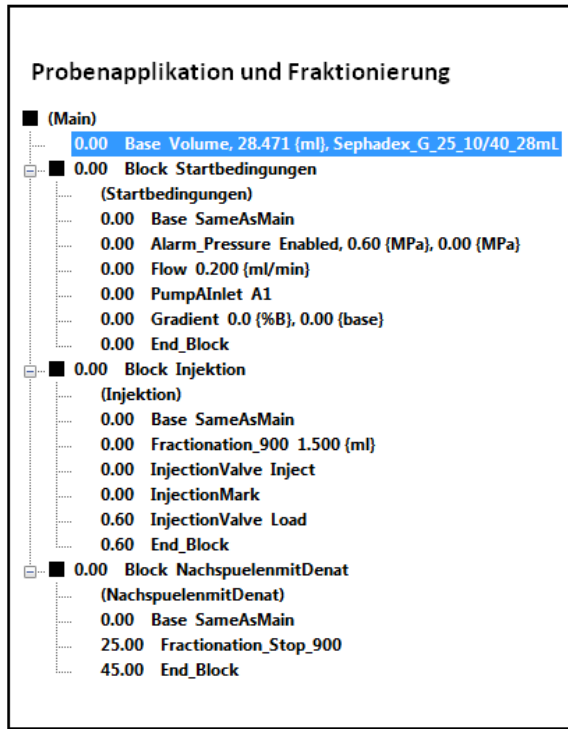 Probenapplikation und Fraktionierung
(Main)
0.00 Base Volume, 28.471 {ml}, Sephadex_G_25_10/40_28mL
0.00 Block Startbedingungen
(Startbedingungen)
0.00 Base SameAsMain
0.00 Alarm_Pressure Enabled, 0.60 {MPa}, 0.00 {MPa}
0.00 Flow 0.200 {ml/min}
0.00 PumpAInlet A1
0.00 Gradient 0.0 {%B}, 0.00 {base}
0.00 End_Block
0.00 Block Injektion
(Injektion)
0.00 Base SameAsMain
0.00 Fractionation_900 1.500 {ml}
0.00 InjectionValve Inject
0.00 InjectionMark
0.60 InjectionValve Load
0.60 End_Block
0.00 Block NachspuelenmitDenat
(NachspuelenmitDenat)
0.00 Base SameAsMain
25.00 Fractionation_Stop_900
45.00 End_Block